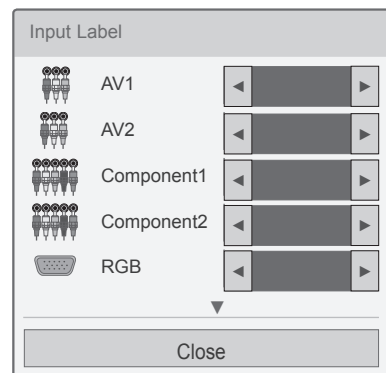 Input Label
AV1
AV2
Component1
Component2
RGB
Close